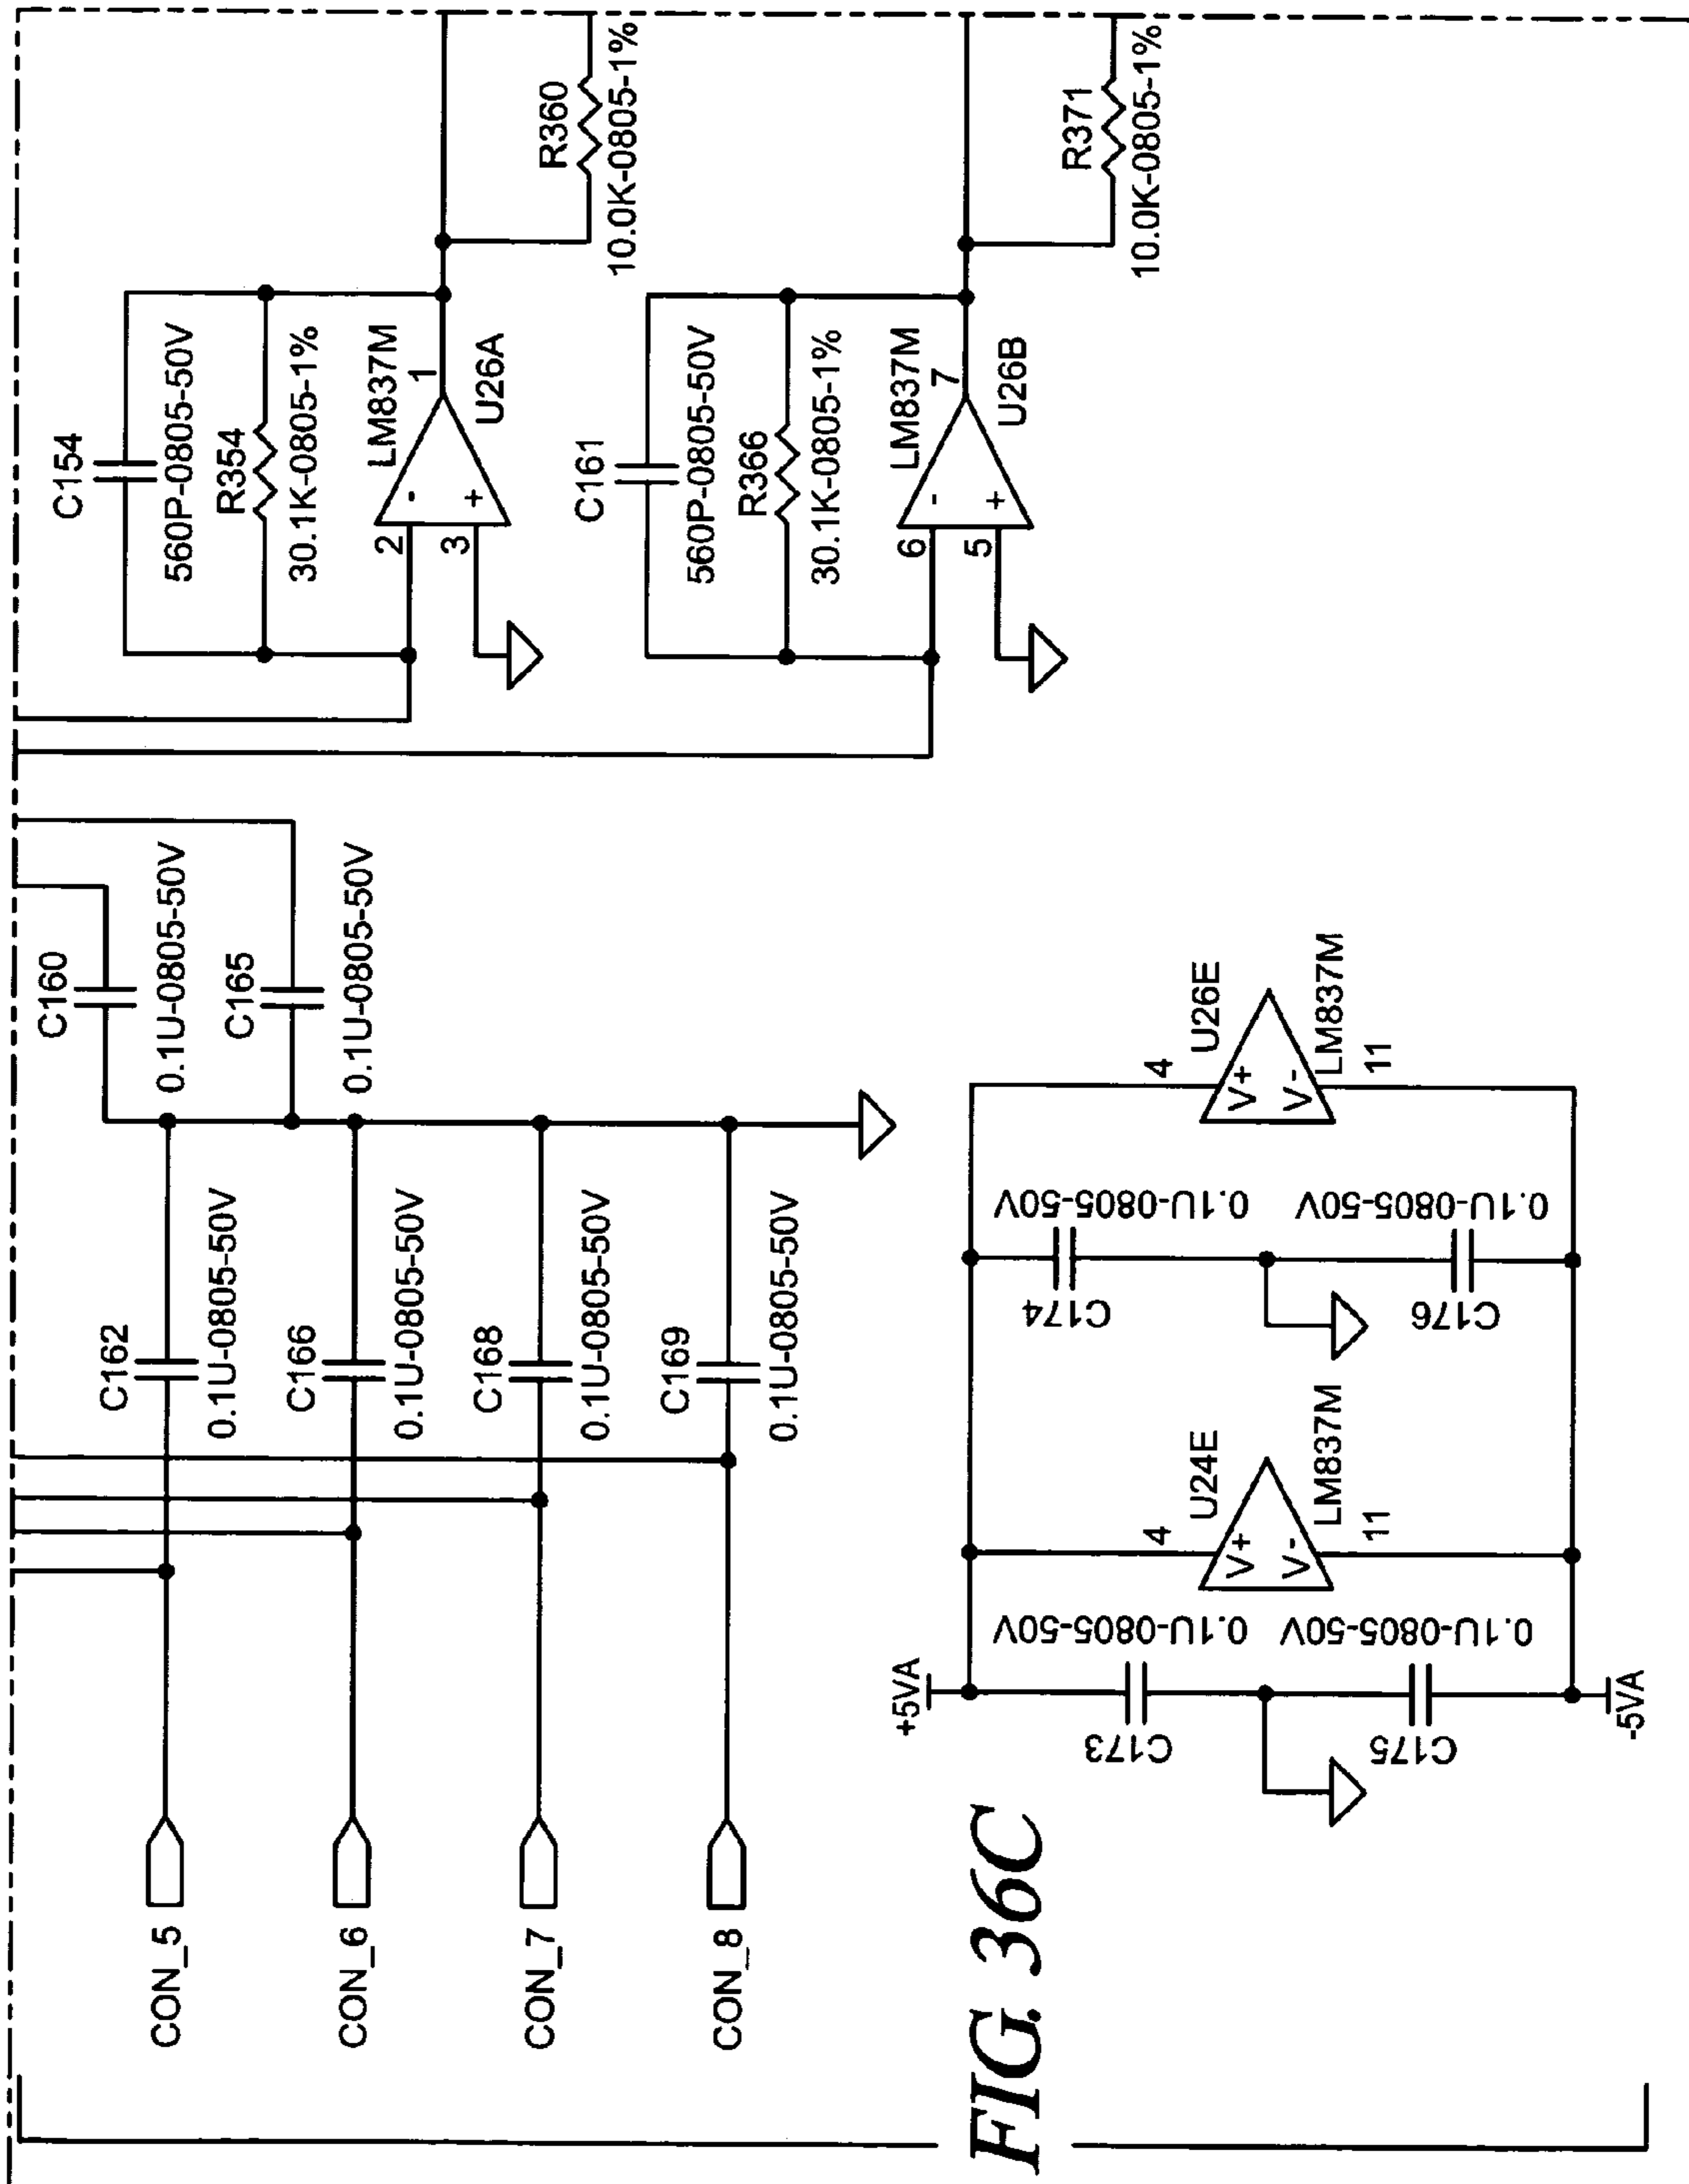 CON_5
CON_6
CON_7
CON_8
C162
0.1U-0805-50V
C166
0.1U-0805-50V
C168
0.1U-0805-50V
C169
0.1U-0805-50V
C160
0.1U-0805-50V
C165
0.1U-0805-50V
C154
560P-0805-50V
R354
30.1K-0805-1%
LM837M
2
-
3
+
1
U26A
R360
10.0K-0805-1%
C161
560P-0805-50V
R366
30.1K-0805-1%
LM837M
6
-
5
+
7
U26B
R371
10.0K-0805-1%
+5VA
C173
0.1U-0805-50V
C175
0.1U-0805-50V
-5VA
4
U24E
V+
V-
LM837M
11
C174
0.1U-0805-50V
C176
0.1U-0805-50V
4
U26E
V+
V-
LM837M
11
FIG. 36C